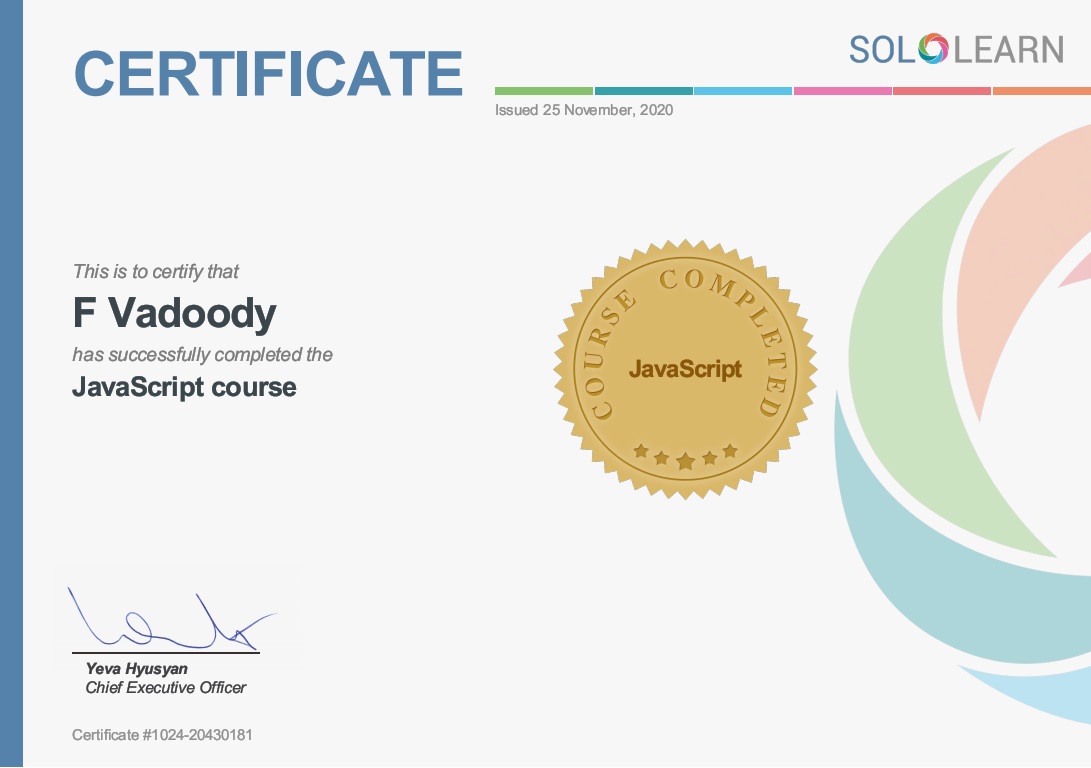 CERTIFICATE
SOLOLEARN
Issued 25 November, 2020
This is to certify that
F Vadoody
has successfully completed the
JavaScript course
COURSE COMPLETED
JavaScript
Yeva Hyusyan
Chief Executive Officer
Certificate #1024-20430181